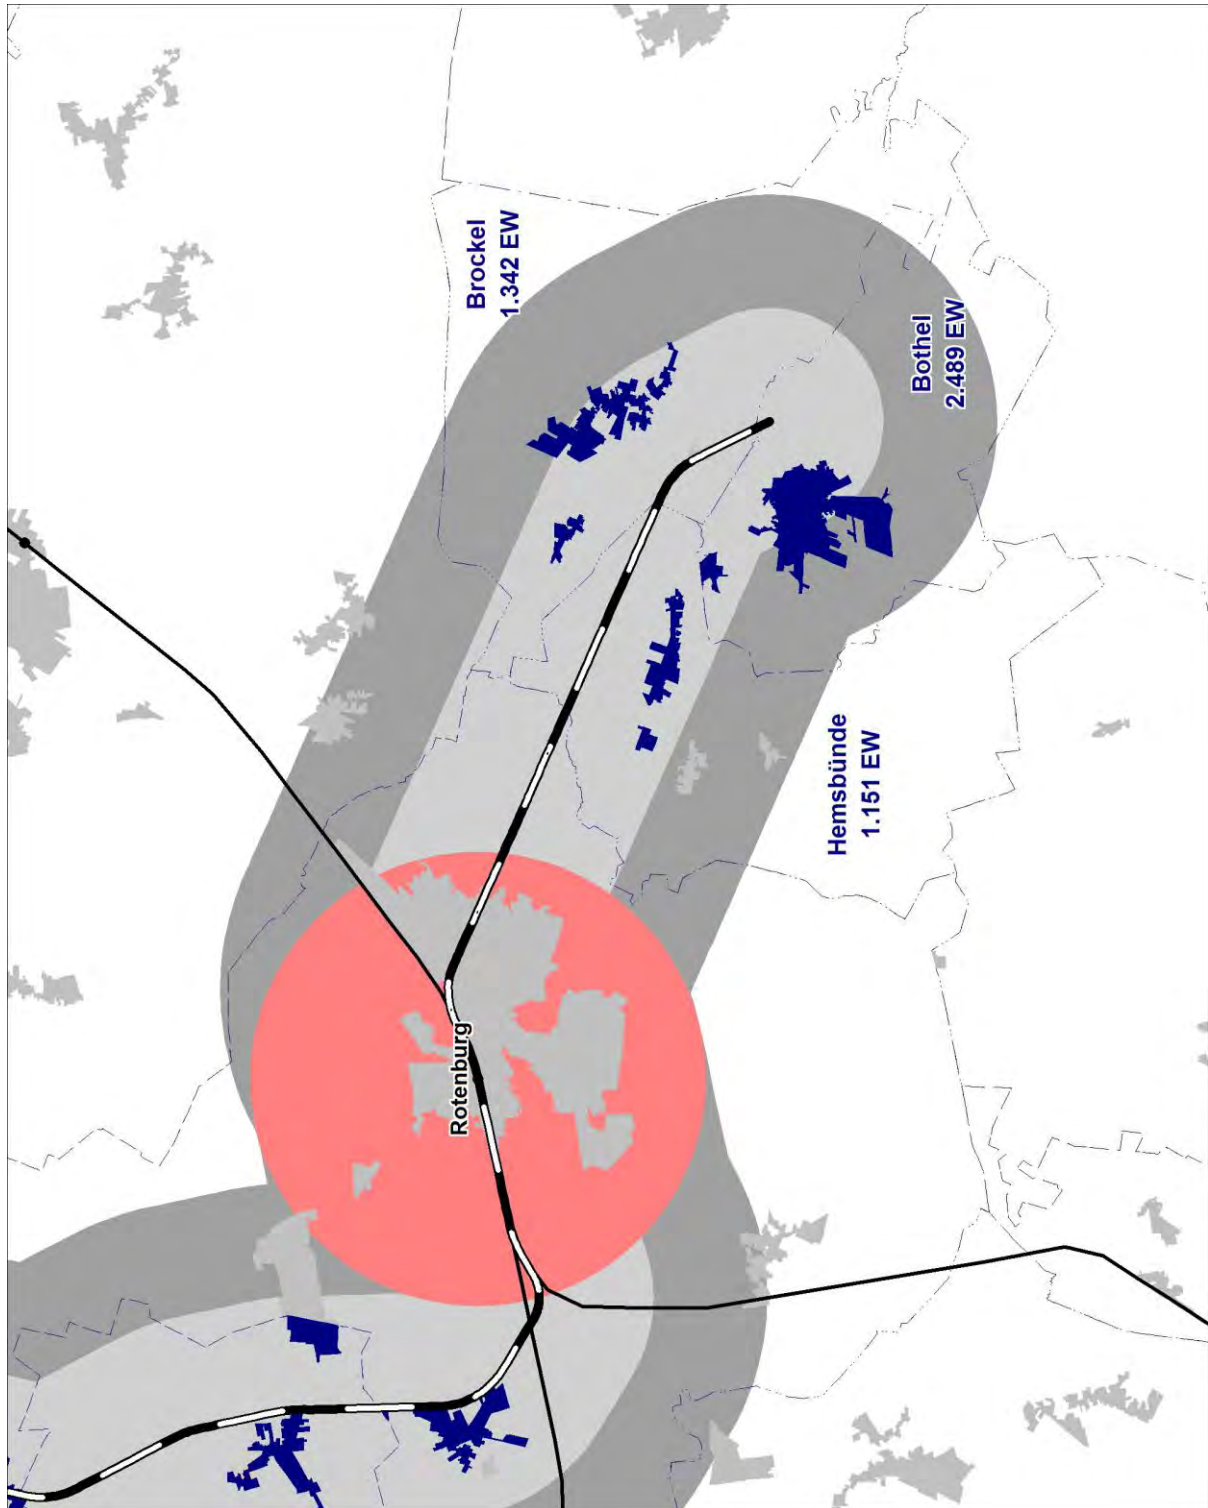 Brockel
1.342 EW
Bothel
2.489 EW
Hemsbünde
1.151 EW
Rotenburg